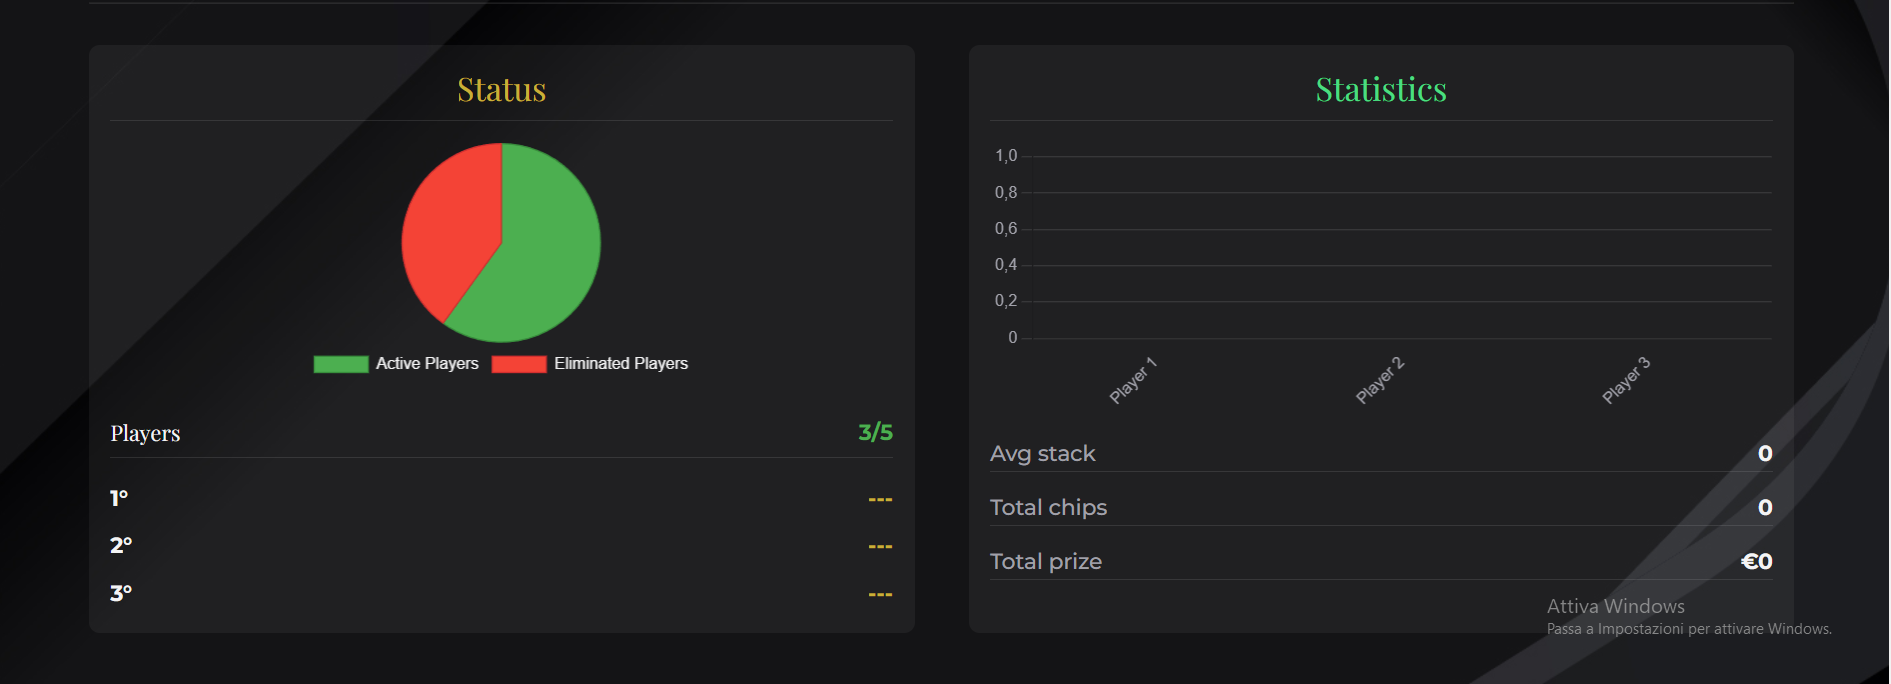 Status
Active Players Eliminated Players
Players 3/5
1° ---
2° ---
3° ---
Statistics
1,0
0,8
0,6
0,4
0,2
0
Player 1 Player 2 Player 3
Avg stack 0
Total chips 0
Total prize €0
Attiva Windows
Passa a Impostazioni per attivare Windows.